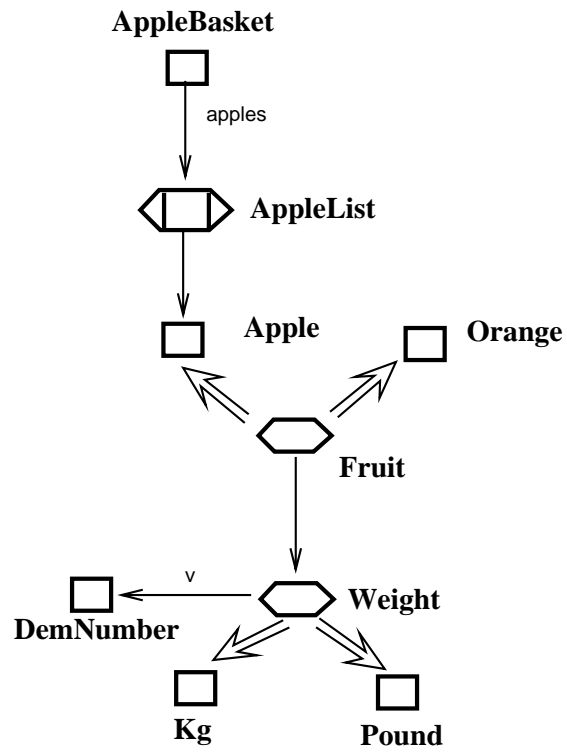 AppleBasket
apples
AppleList
Apple
Orange
Fruit
v
Weight
DemNumber
Kg
Pound